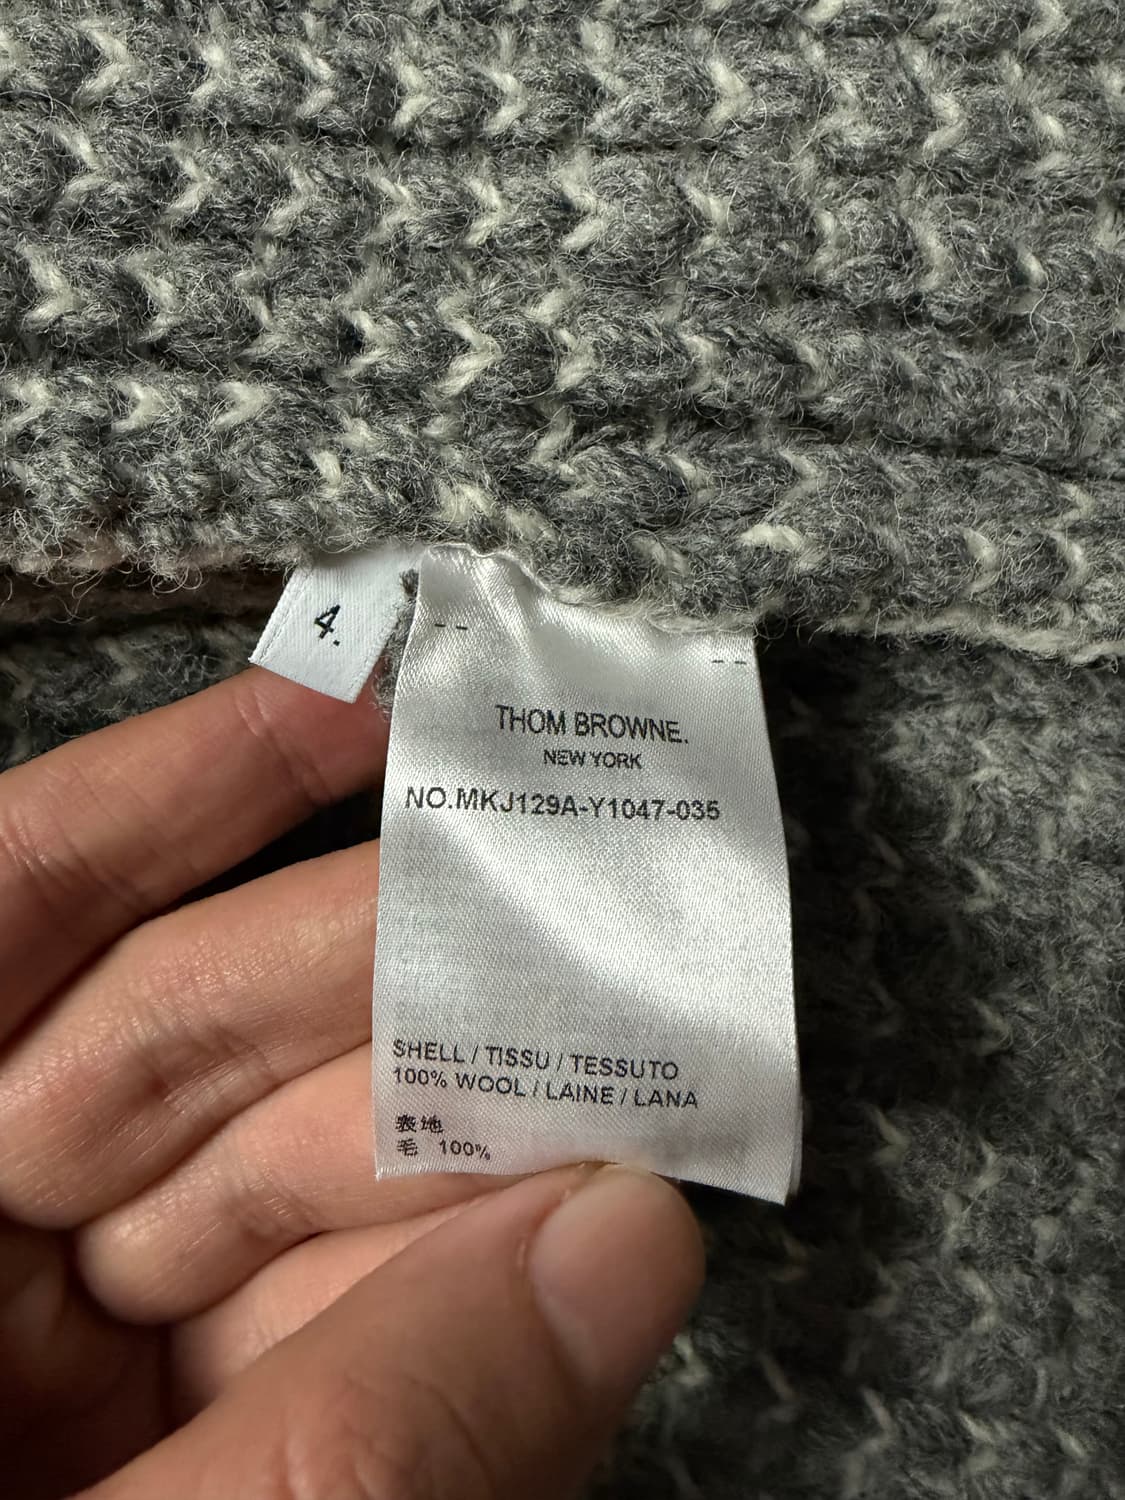 4.
-- --
THOM BROWNE.
NEW YORK
NO.MKJ129A-Y1047-035
SHELL / TISSU / TESSUTO
100% WOOL / LAINE / LANA
表地
毛 100%